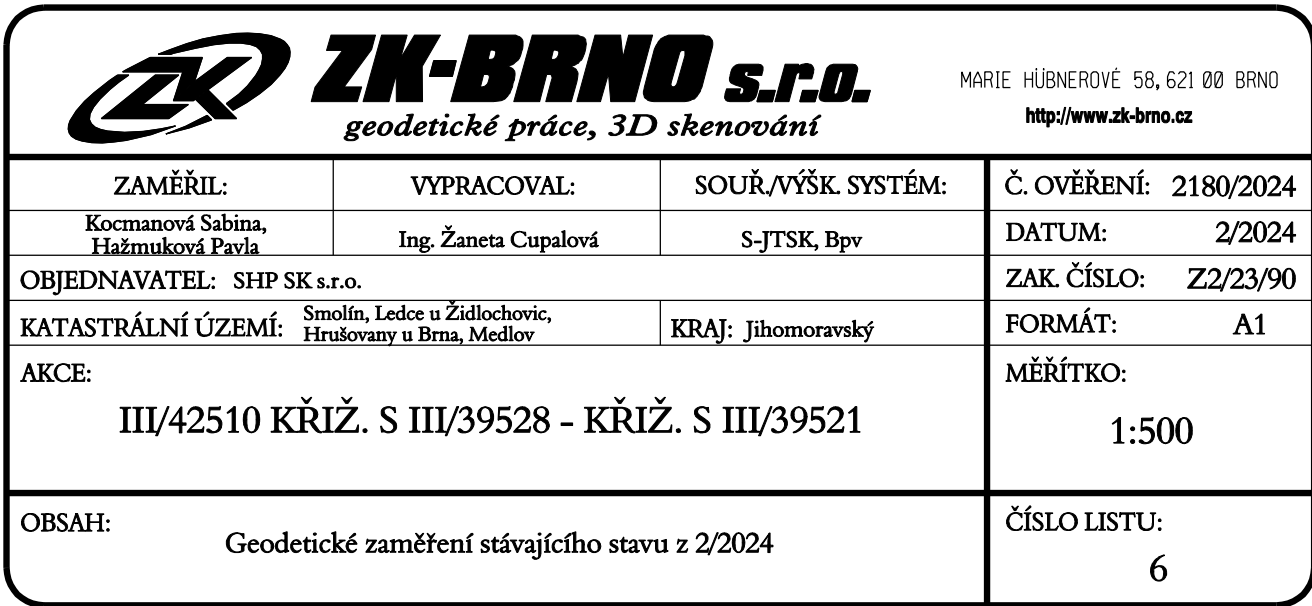 ZK
ZK-BRNO s.r.o.
geodetické práce, 3D skenování
MARIE HÜBNEROVÉ 58, 621 00 BRNO
http://www.zk-brno.cz
ZAMĚŘIL:
VYPRACOVAL:
SOUŘ./VÝŠK. SYSTÉM:
Č. OVĚŘENÍ: 2180/2024
Kocmanová Sabina,
Hažmuková Pavla
Ing. Žaneta Cupalová
S-JTSK, Bpv
DATUM: 2/2024
OBJEDNAVATEL: SHP SK s.r.o.
ZAK. ČÍSLO: Z2/23/90
KATASTRÁLNÍ ÚZEMÍ: Smolín, Ledce u Židlochovic,
Hrušovany u Brna, Medlov
KRAJ: Jihomoravský
FORMÁT: A1
AKCE:
III/42510 KŘIŽ. S III/39528 - KŘIŽ. S III/39521
MĚŘÍTKO:
1:500
OBSAH:
Geodetické zaměření stávajícího stavu z 2/2024
ČÍSLO LISTU:
6